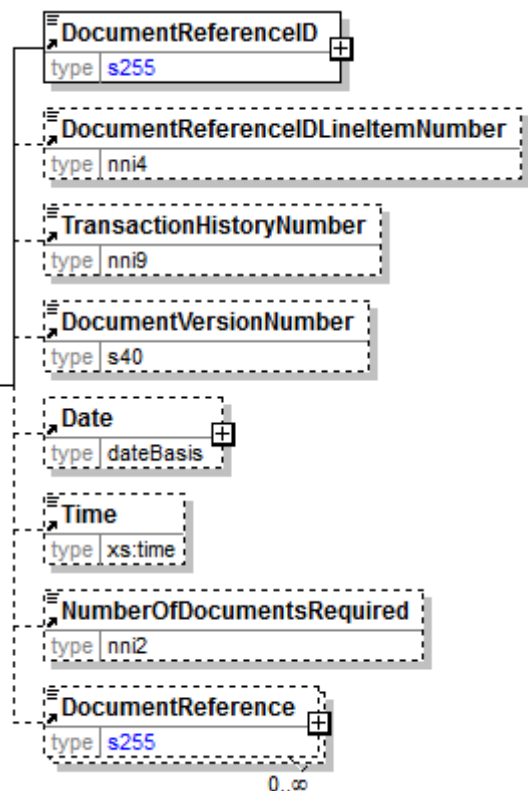 DocumentReferenceID
type s255
DocumentReferenceIDLineItemNumber
type nni4
TransactionHistoryNumber
type nni9
DocumentVersionNumber
type s40
Date
type dateBasis
Time
type xs:time
NumberOfDocumentsRequired
type nni2
DocumentReference
type s255
0..∞